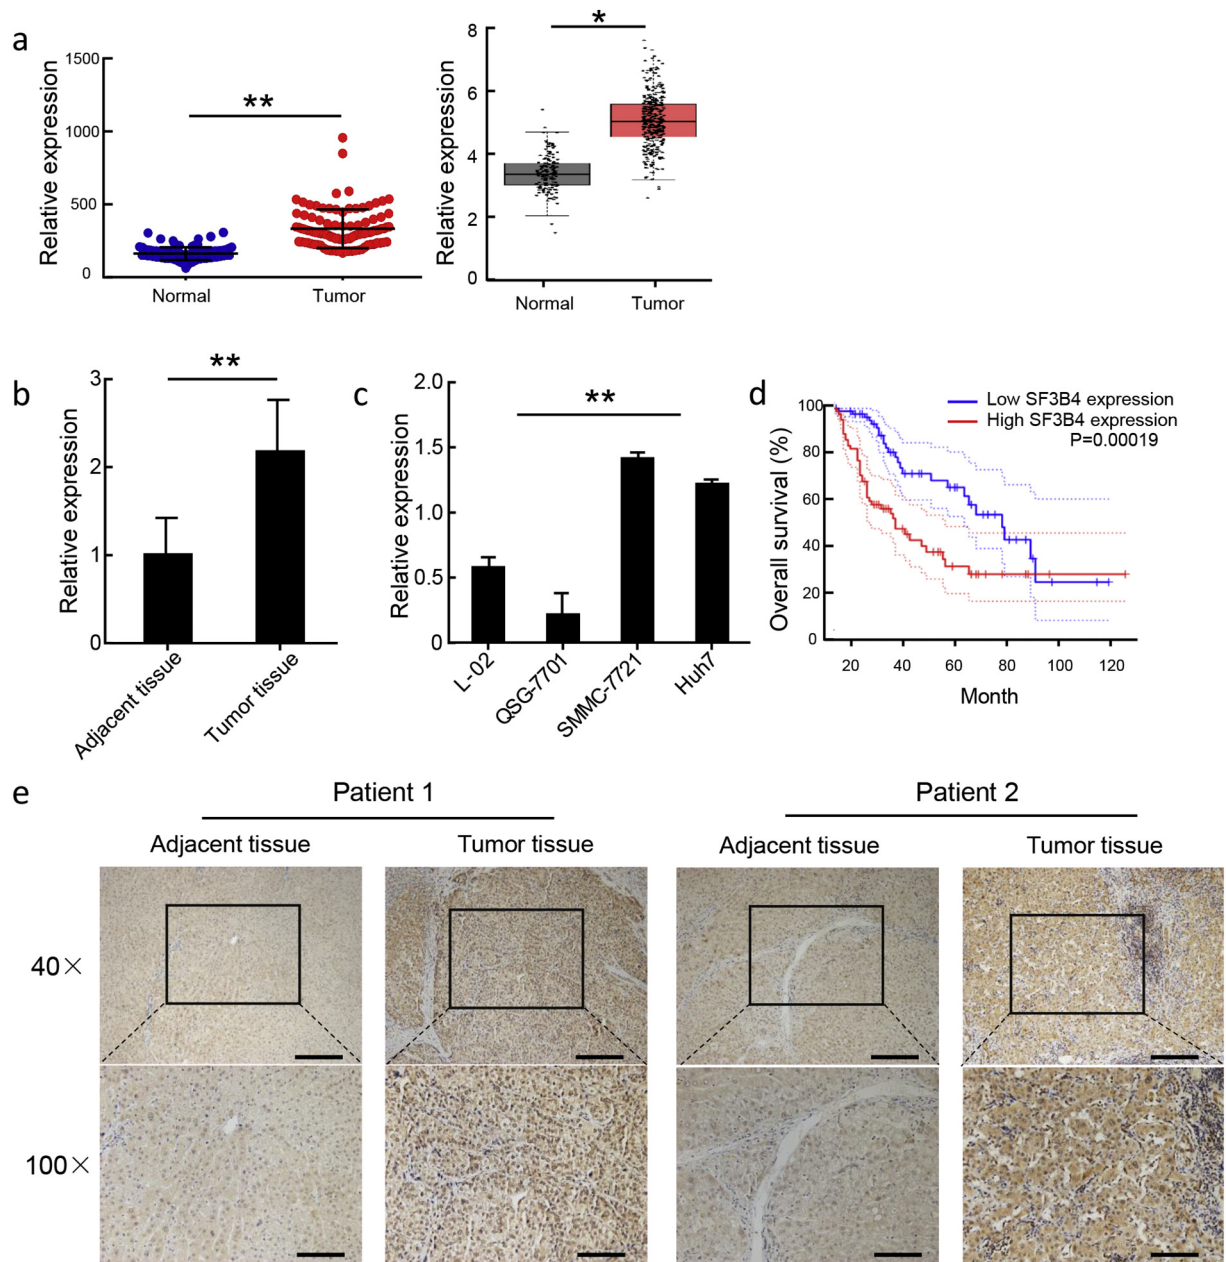 a
Relative expression
1500
1000
500
0
**
Normal
Tumor
Relative expression
8
6
4
2
0
*
Normal
Tumor
b
Relative expression
3
2
1
0
**
Adjacent tissue
Tumor tissue
c
Relative expression
2.0
1.5
1.0
0.5
0
**
L-02
QSG-7701
SMMC-7721
Huh7
d
Overall survival (%)
100
80
60
40
20
0
Low SF3B4 expression
High SF3B4 expression
P=0.00019
20 40 60 80 100 120
Month
e
Patient 1
Patient 2
Adjacent tissue
Tumor tissue
Adjacent tissue
Tumor tissue
40×
100×